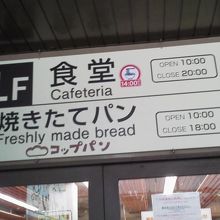 LF 食堂 OPEN 10:00
Cafeteria 14:00 CLOSE 20:00
焼きたてパン OPEN 10:00
Freshly made bread CLOSE 18:00
コップパン